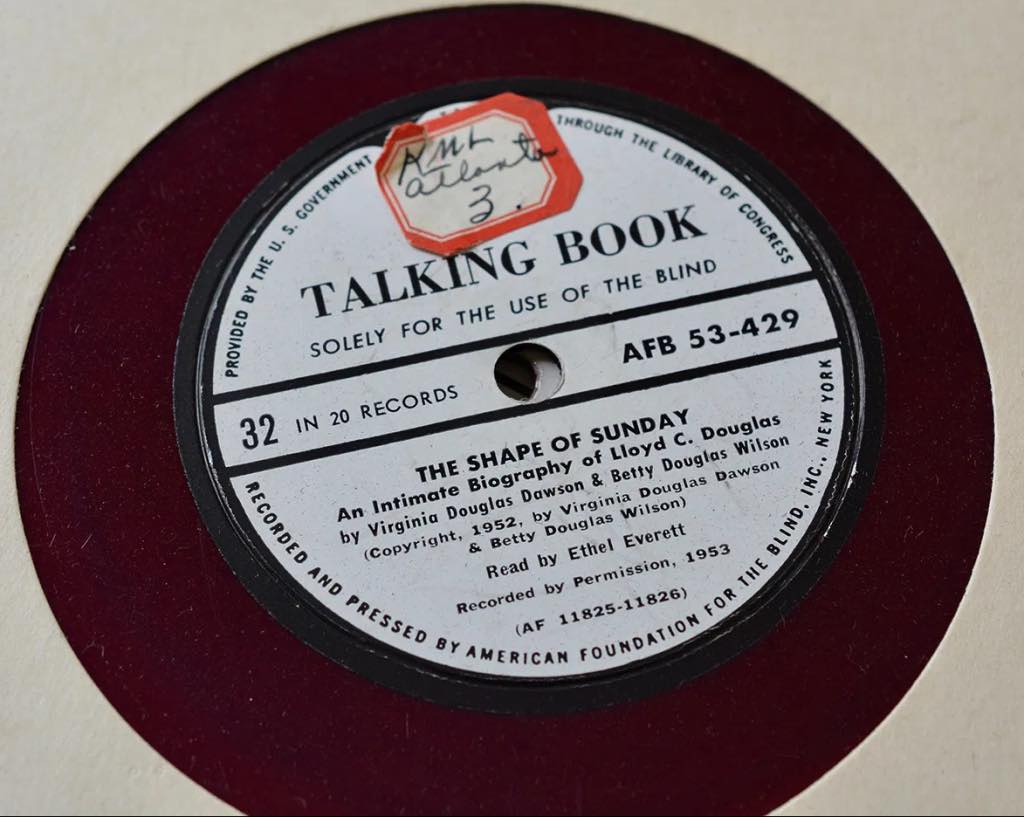 KML
Atlanta
3.
PROVIDED BY THE U. S. GOVERNMENT THROUGH THE LIBRARY OF CONGRESS
TALKING BOOK
SOLELY FOR THE USE OF THE BLIND
32 IN 20 RECORDS AFB 53-429
THE SHAPE OF SUNDAY
An Intimate Biography of Lloyd C. Douglas
by Virginia Douglas Dawson & Betty Douglas Wilson
(Copyright, 1952, by Virginia Douglas Dawson
& Betty Douglas Wilson)
Read by Ethel Everett
Recorded by Permission, 1953
(AF 11825-11826)
RECORDED AND PRESSED BY AMERICAN FOUNDATION FOR THE BLIND, INC., NEW YORK